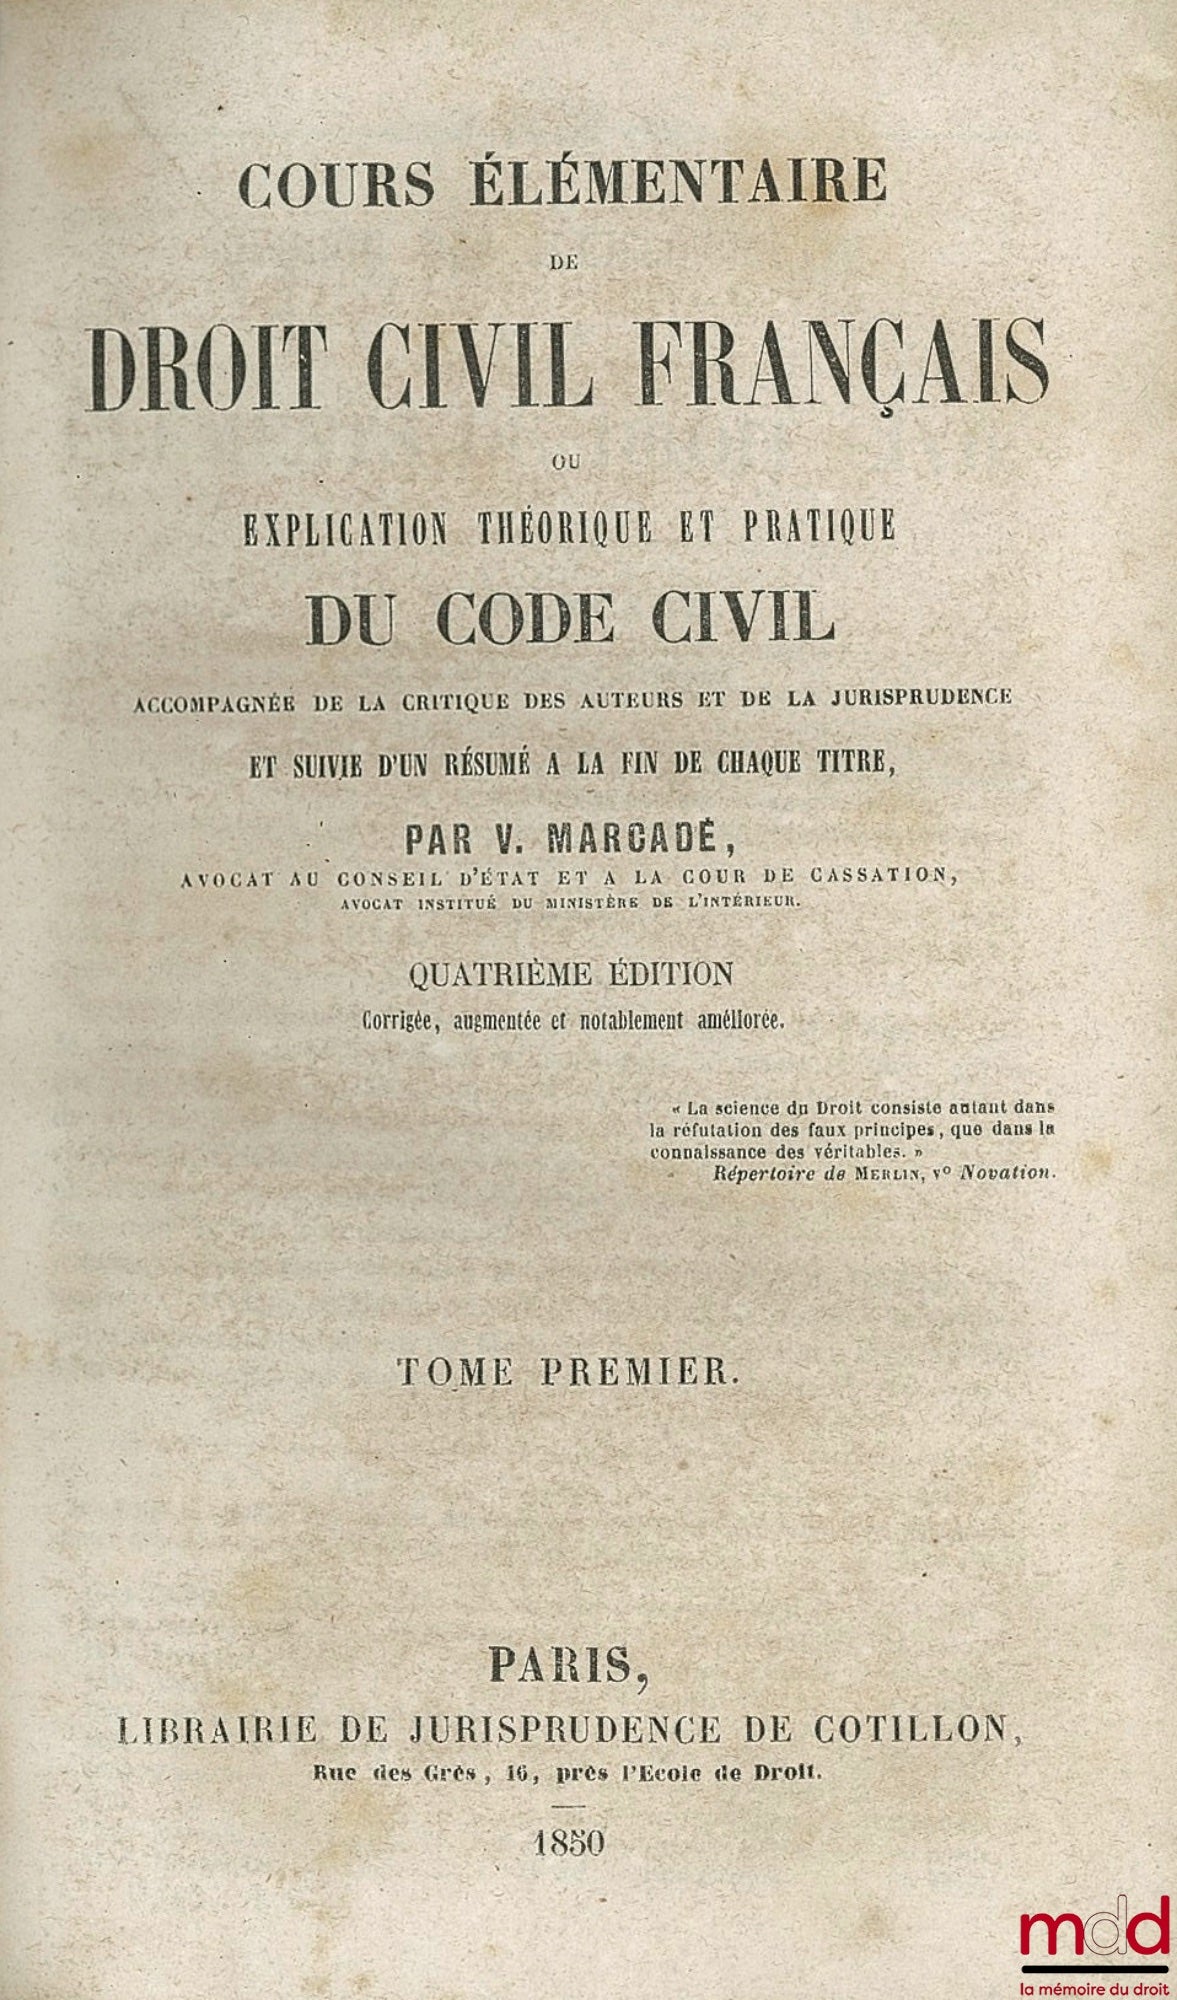 COURS ÉLÉMENTAIRE
DE
DROIT CIVIL FRANÇAIS
OU
EXPLICATION THÉORIQUE ET PRATIQUE
DU CODE CIVIL
ACCOMPAGNÉE DE LA CRITIQUE DES AUTEURS ET DE LA JURISPRUDENCE
ET SUIVIE D'UN RÉSUMÉ A LA FIN DE CHAQUE TITRE,
PAR V. MARCADÉ,
AVOCAT AU CONSEIL D'ÉTAT ET A LA COUR DE CASSATION,
AVOCAT INSTITUÉ DU MINISTÈRE DE L'INTÉRIEUR.
QUATRIÈME ÉDITION
Corrigée, augmentée et notablement améliorée.
« La science du Droit consiste autant dans
la réfutation des faux principes, que dans la
connaissance des véritables. »
Répertoire de MERLIN, vº Novation.
TOME PREMIER.
PARIS,
LIBRAIRIE DE JURISPRUDENCE DE COTILLON,
Rue des Grès, 16, près l'Ecole de Droit.
1850
mdd
la mémoire du droit